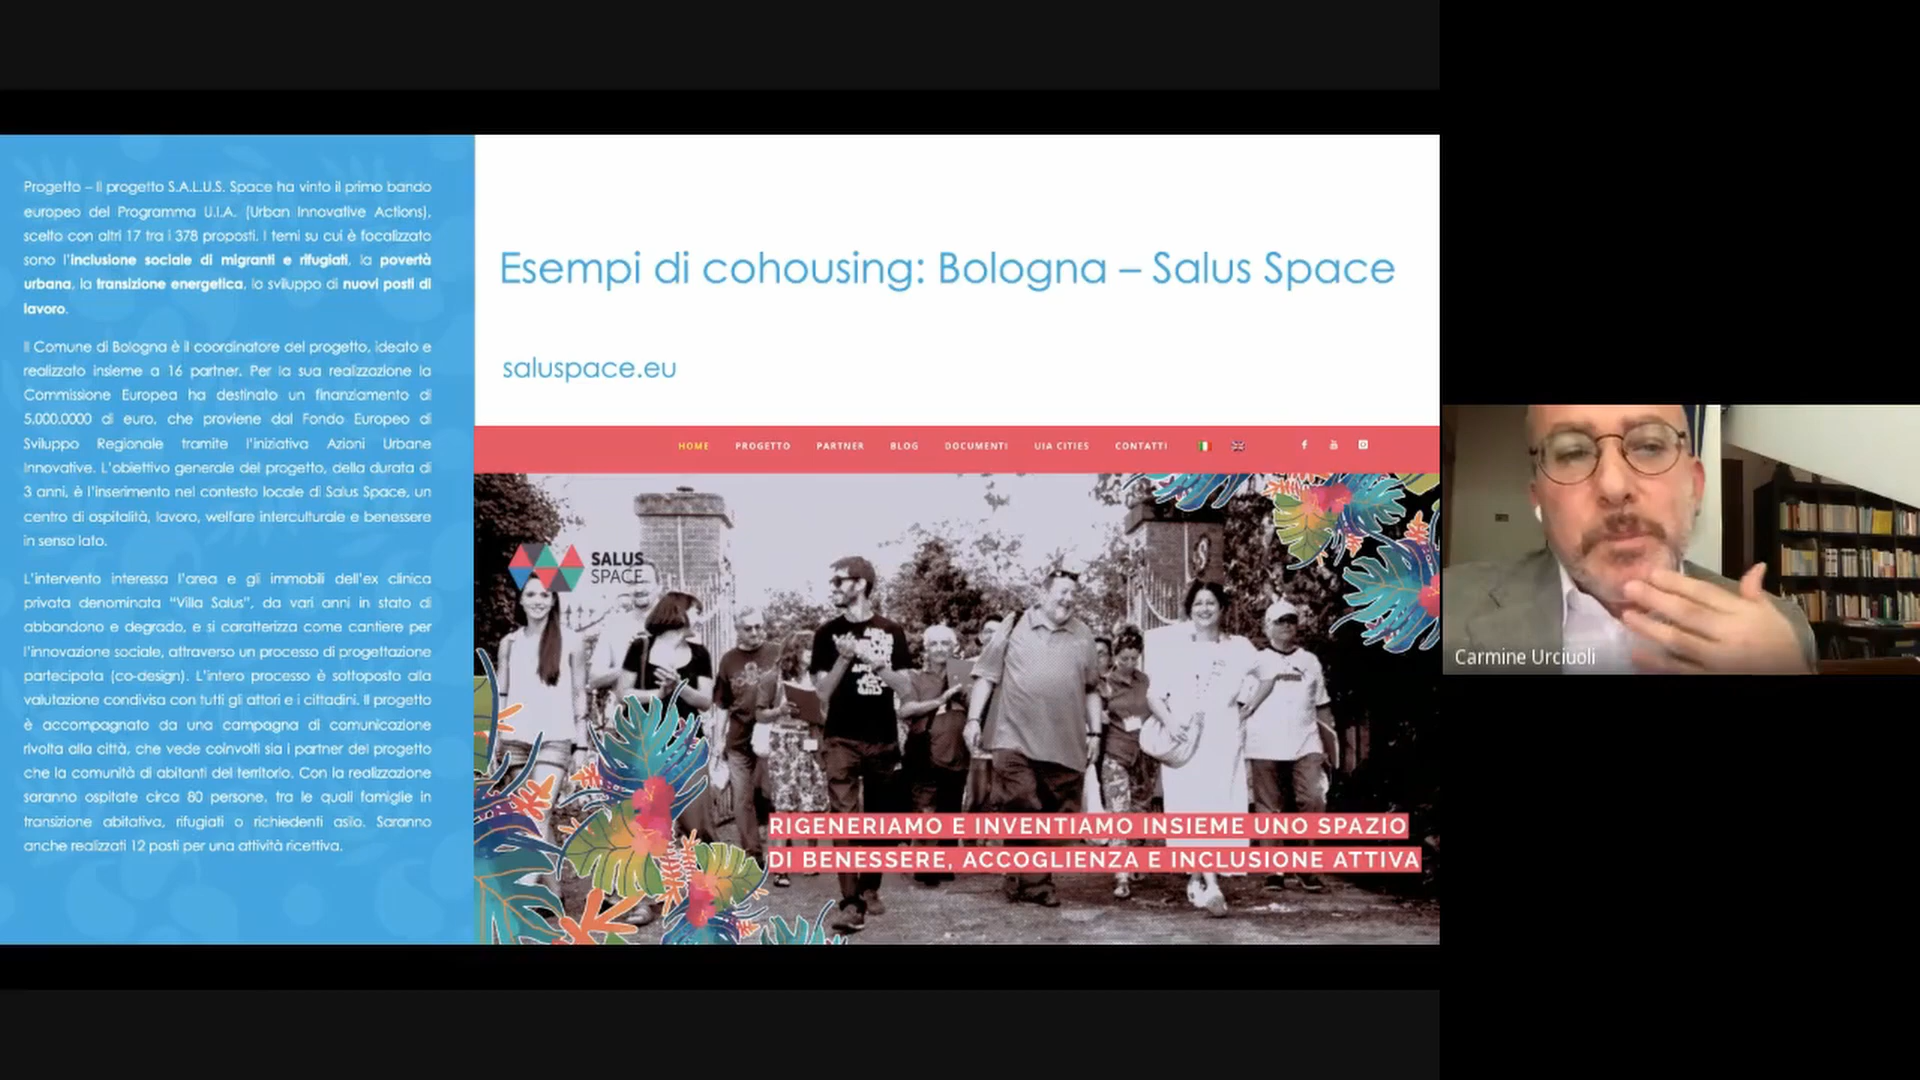 Progetto – Il progetto S.A.L.U.S. Space ha vinto il primo bando
europeo del Programma U.I.A. (Urban Innovative Actions),
scelto con altri 17 tra i 378 proposti. I temi su cui è focalizzato
sono l'inclusione sociale di migranti e rifugiati, la povertà
urbana, la transizione energetica, lo sviluppo di nuovi posti di
lavoro.
Il Comune di Bologna è il coordinatore del progetto, ideato e
realizzato insieme a 16 partner. Per la sua realizzazione la
Commissione Europea ha destinato un finanziamento di
5.000.0000 di euro, che proviene dal Fondo Europeo di
Sviluppo Regionale tramite l'iniziativa Azioni Urbane
Innovative. L'obiettivo generale del progetto, della durata di
3 anni, è l'inserimento nel contesto locale di Salus Space, un
centro di ospitalità, lavoro, welfare interculturale e benessere
in senso lato.
L'intervento interessa l'area e gli immobili dell'ex clinica
privata denominata "Villa Salus", da vari anni in stato di
abbandono e degrado, e si caratterizza come cantiere per
l'innovazione sociale, attraverso un processo di progettazione
partecipata (co-design). L'intero processo è sottoposto alla
valutazione condivisa con tutti gli attori e i cittadini. Il progetto
è accompagnato da una campagna di comunicazione
rivolta alla città, che vede coinvolti sia i partner del progetto
che la comunità di abitanti del territorio. Con la realizzazione
saranno ospitate circa 80 persone, tra le quali famiglie in
transizione abitativa, rifugiati o richiedenti asilo. Saranno
anche realizzati 12 posti per una attività ricettiva.
Esempi di cohousing: Bologna – Salus Space
saluspace.eu
HOME PROGETTO PARTNER BLOG DOCUMENTI UIA CITIES CONTATTI
SALUS
SPACE
RIGENERIAMO E INVENTIAMO INSIEME UNO SPAZIO
DI BENESSERE, ACCOGLIENZA E INCLUSIONE ATTIVA
Carmine Urciuoli